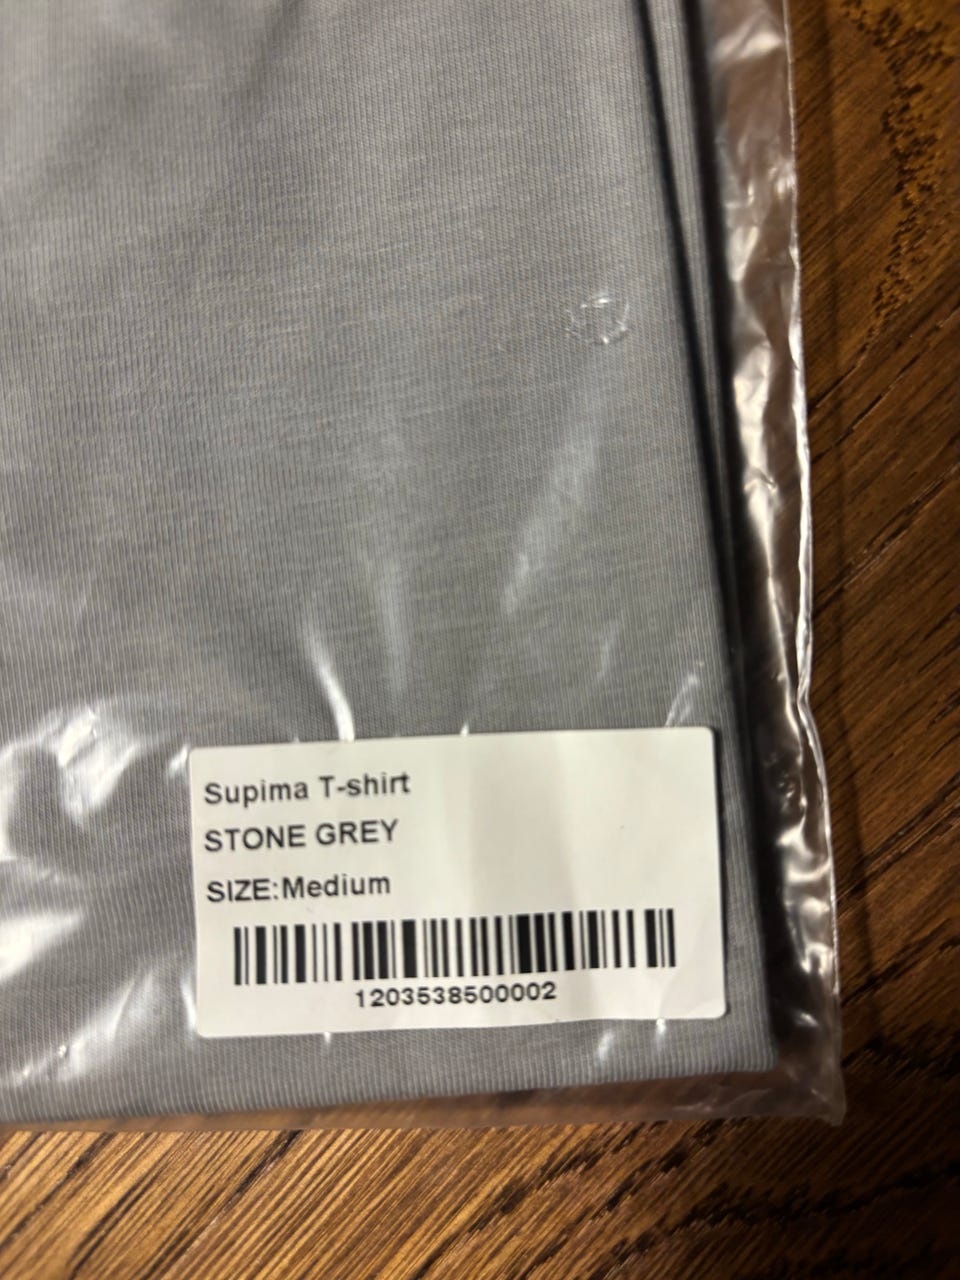 Supima T-shirt
STONE GREY
SIZE:Medium
1203538500002